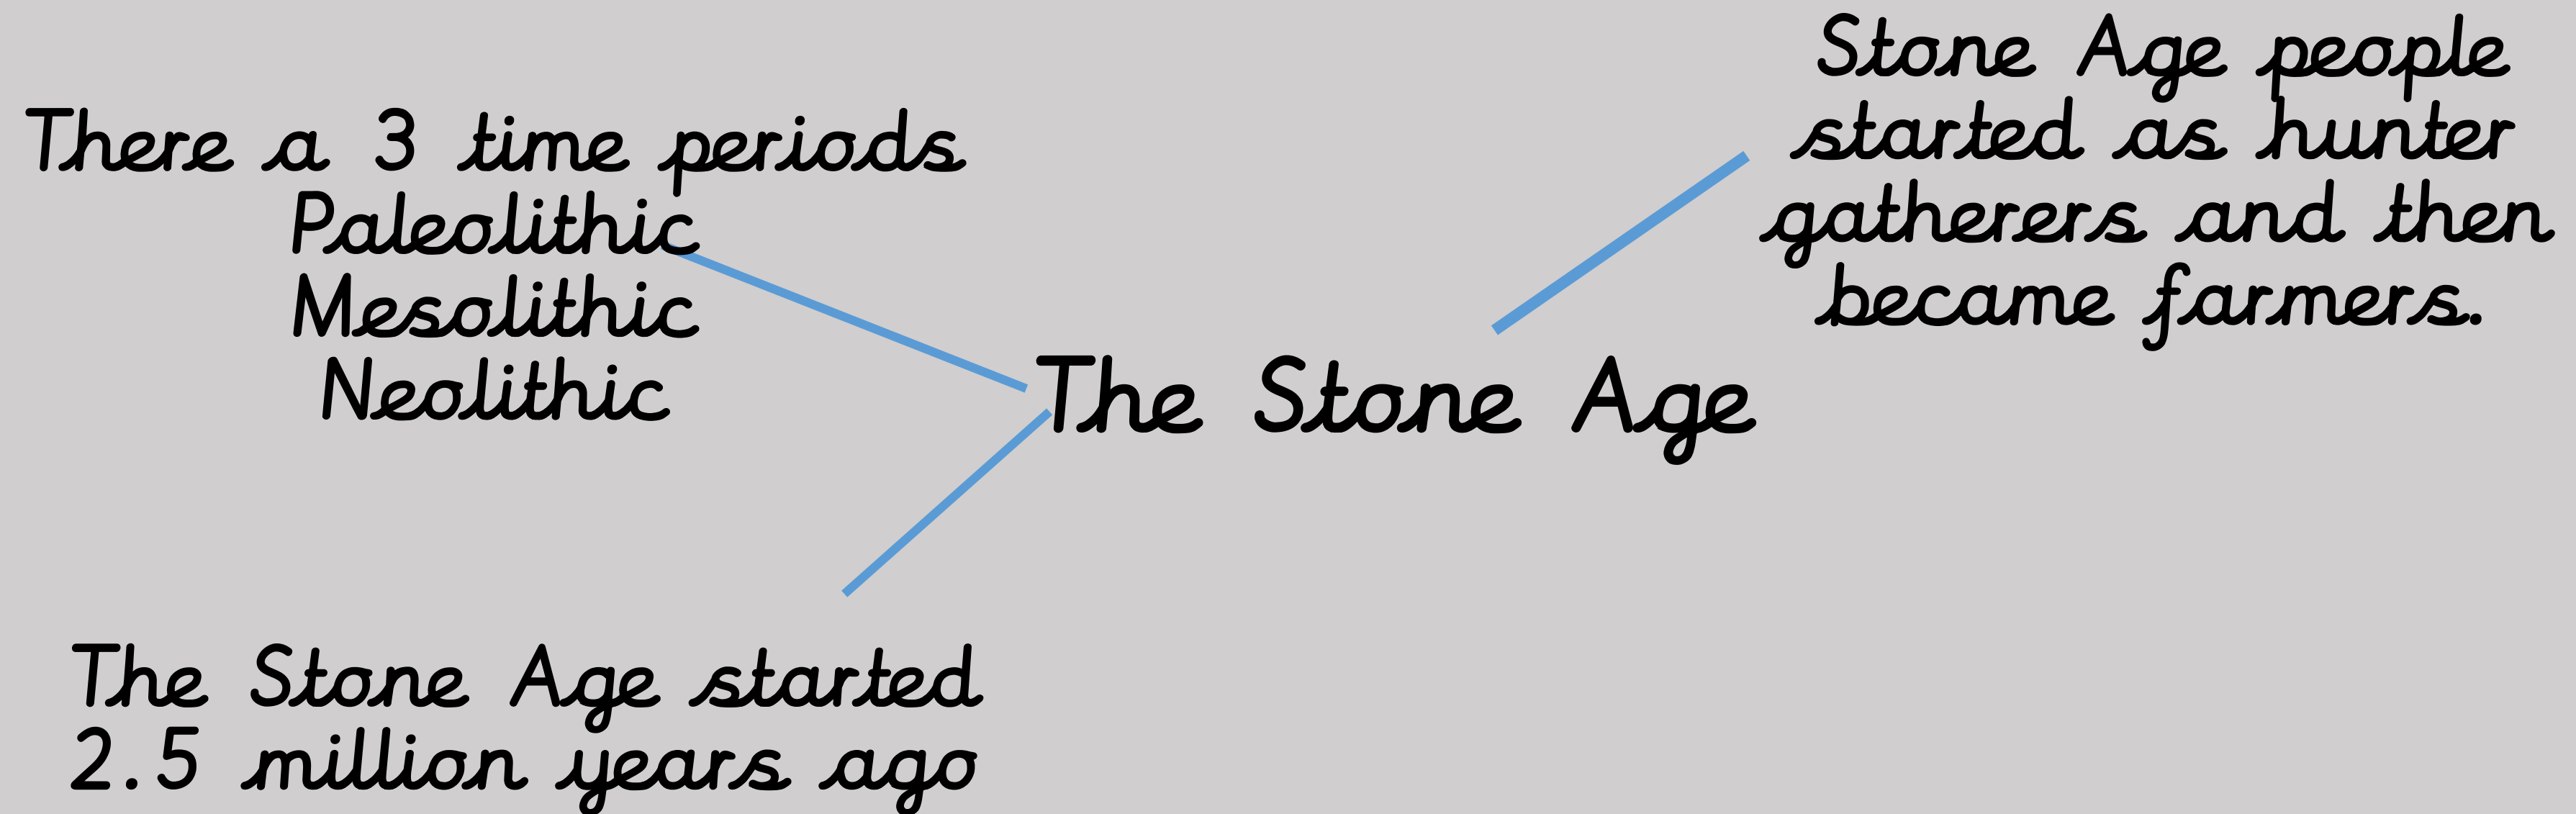 There a 3 time periods
Paleolithic
Mesolithic
Neolithic
Stone Age people
started as hunter
gatherers and then
became farmers.
The Stone Age
The Stone Age started
2.5 million years ago